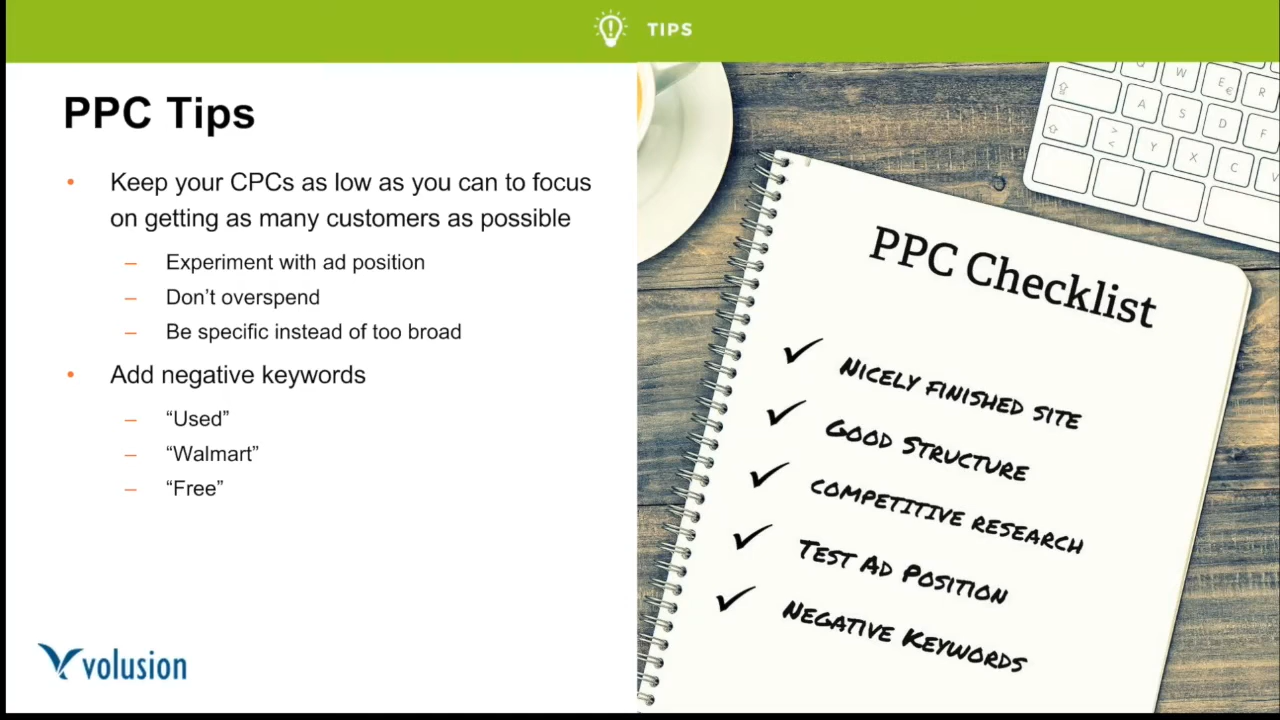 TIPS
PPC Tips
• Keep your CPCs as low as you can to focus
on getting as many customers as possible
– Experiment with ad position
– Don’t overspend
– Be specific instead of too broad
• Add negative keywords
– “Used”
– “Walmart”
– “Free”
volusion
Q W E € R
A S D F
> < Y X C V
PPC Checklist
✓ NICELY FINISHED SITE
✓ GOOD STRUCTURE
✓ COMPETITIVE RESEARCH
✓ TEST AD POSITION
✓ NEGATIVE KEYWORDS